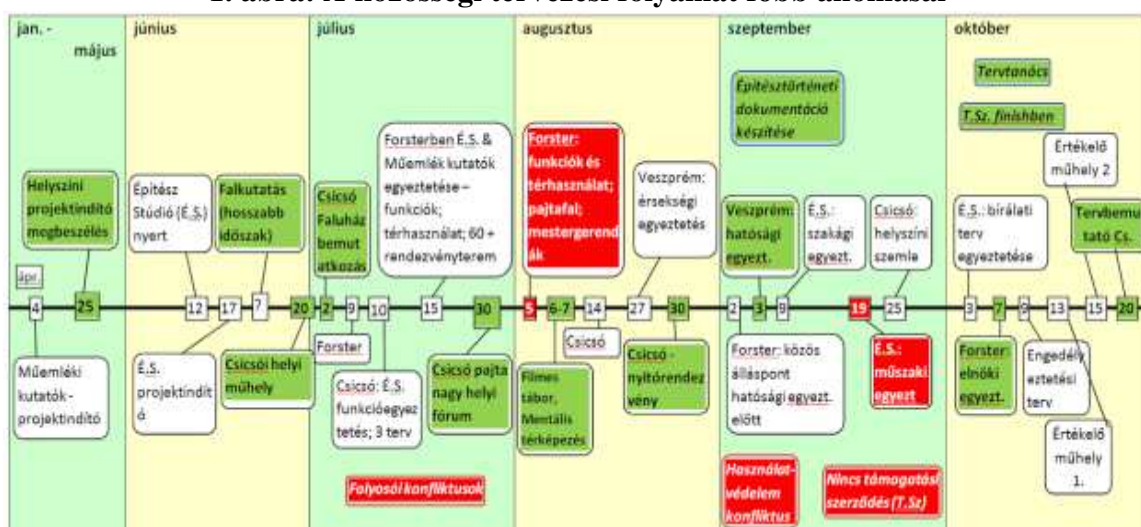 1. ábra: A közösségi tervezési folyamat főbb állomásai
jan. -
május
június
július
augusztus
szeptember
október
Építésztörténeti
dokumentáció
készítése
Tervtanács
T.Sz. finishben
Helyszíni
projektindító
megbeszélés
Építész
Stúdió (É.S.)
nyert
Falkutatás
(hosszabb
időszak)
Csicsó
Faluház
bemut
atkozás
Forsterben É.S. &
Műemlék kutatók
egyeztetése –
funkciók;
térhasználat; 60 +
rendezvényterem
Forster:
funkciók és
térhasználat;
pajtafal;
mestergerend
ák
Veszprém:
érsekségi
egyeztetés
Veszprém:
hatósági
egyezt.
É.S.:
szakági
egyezt.
Csicsó:
helyszíni
szemle
É.S.: bírálati
terv
egyeztetése
Értékelő
műhely 2
Tervbemu
tató Cs.
ápr.
4 25 12 17 7 20 2 9 10 15 30 5 6-7 14 27 30 2 3 9 19 25 3 7 9 13 15 20
Műemléki
kutatók -
projektindító
É.S.
projektindít
ó
Csicsói helyi
műhely
Forster
Csicsó: É.S.
funkcióegyez
tetés; 3 terv
Csicsó pajta
nagy helyi
fórum
Filmes
tábor,
Mentális
térképezés
Csicsó
Csicsó -
nyitórendez
vény
Forster: közös
álláspont
hatósági egyezt.
előtt
É.S.:
műszaki
egyezt
Forster:
elnöki
egyezt.
Engedély
eztetési
terv
Értékelő
műhely
1.
Folyosói konfliktusok
Használat-
védelem
konfliktus
Nincs támogatási
szerződés (T.Sz)